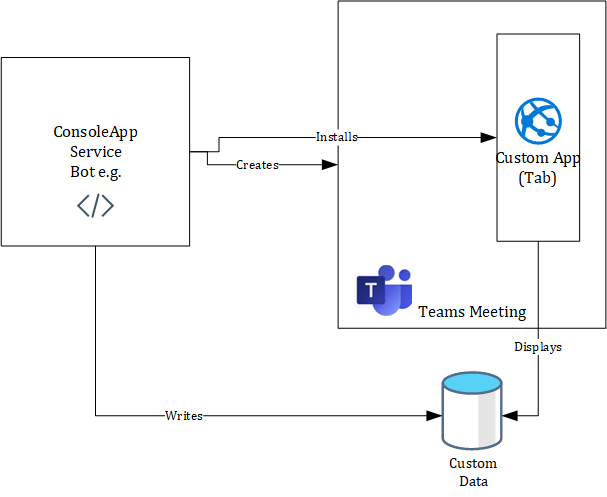 ConsoleApp
Service
Bot e.g.
</>
Installs
Creates
Custom App
(Tab)
T
Teams Meeting
Displays
Writes
Custom
Data